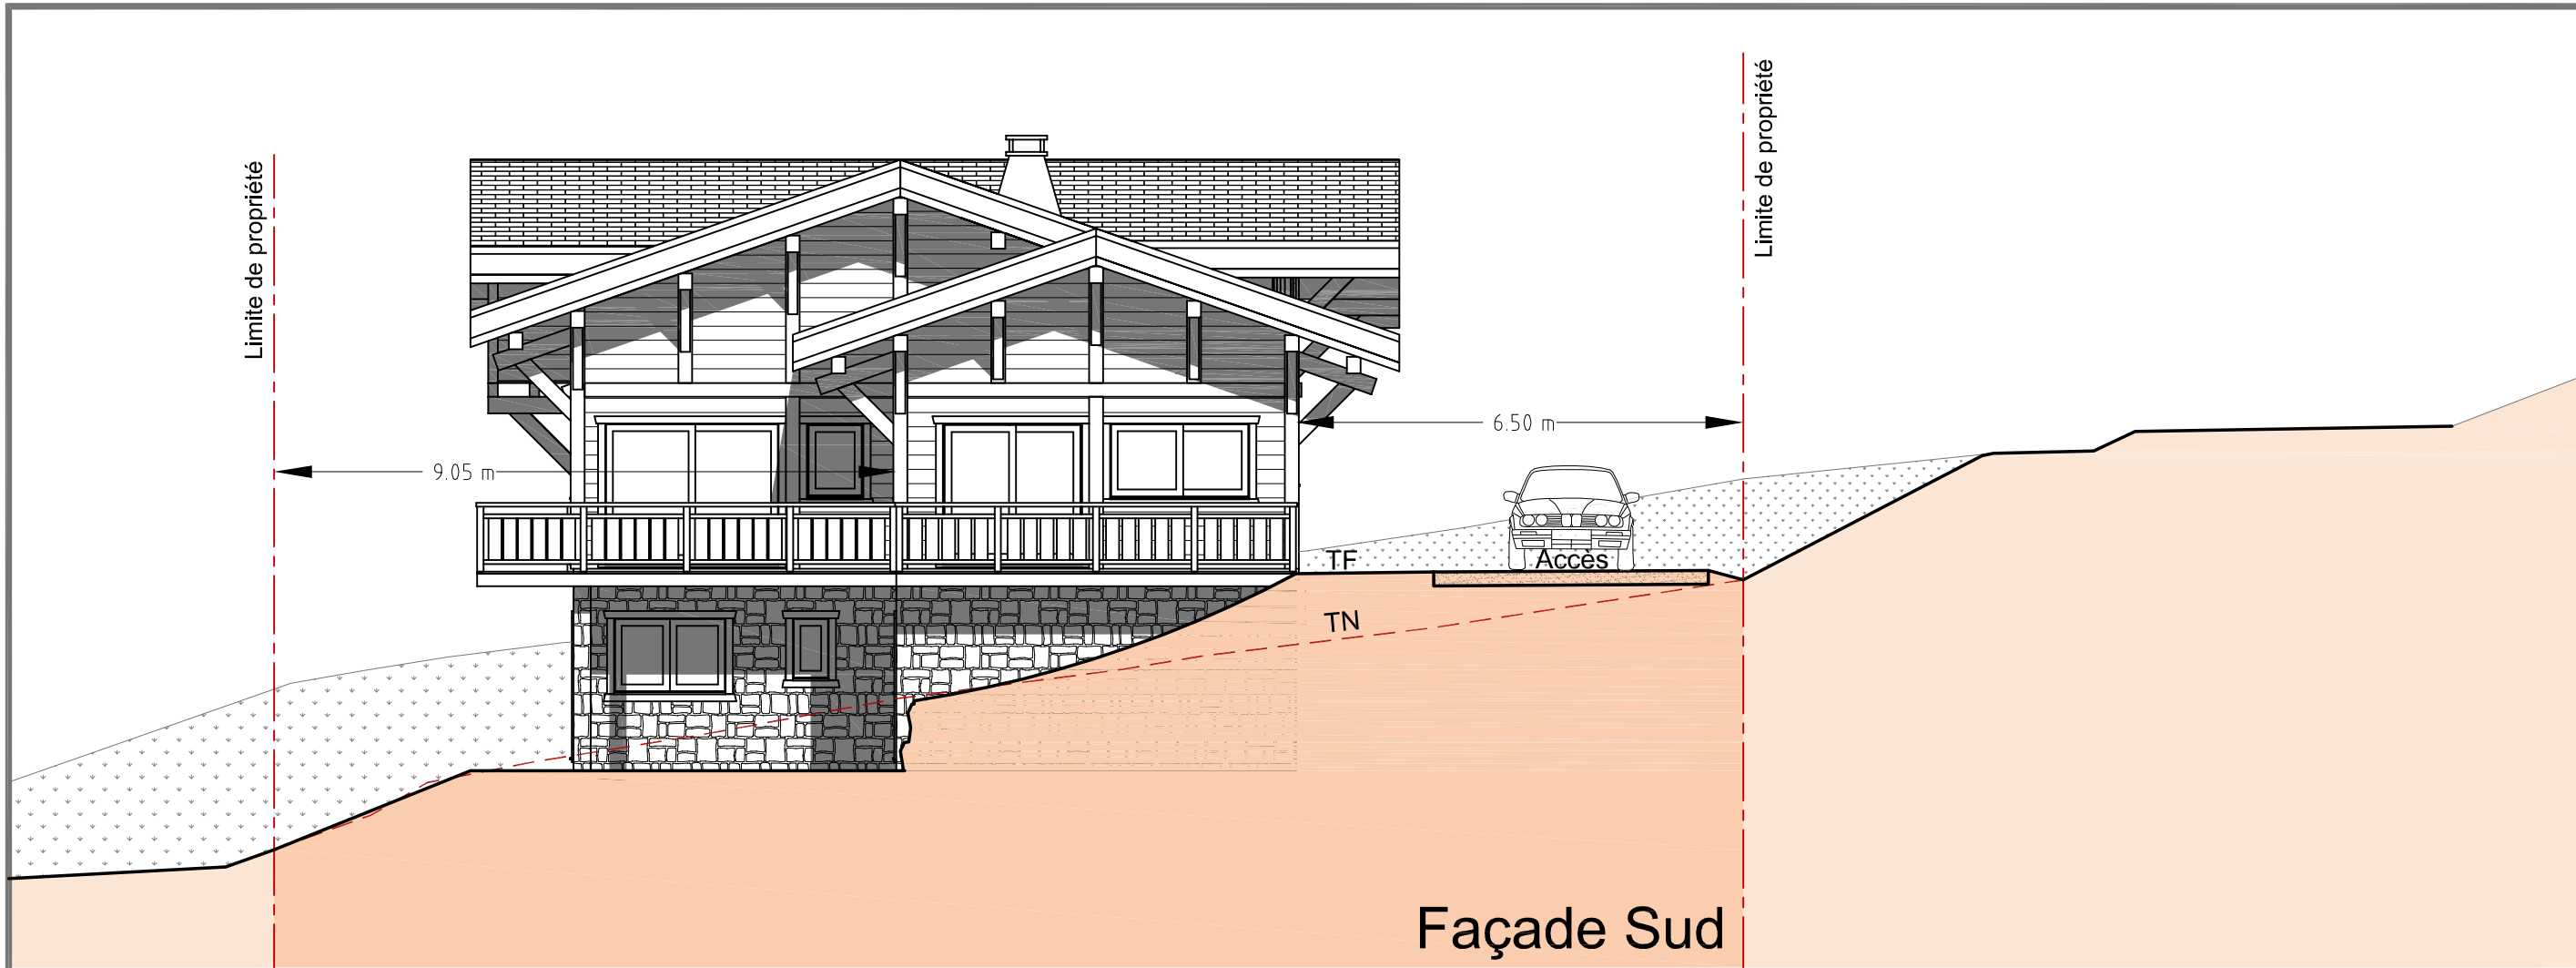 Limite de propriété
Limite de propriété
6.50 m
9.05 m
TF
Accès
TN
Façade Sud